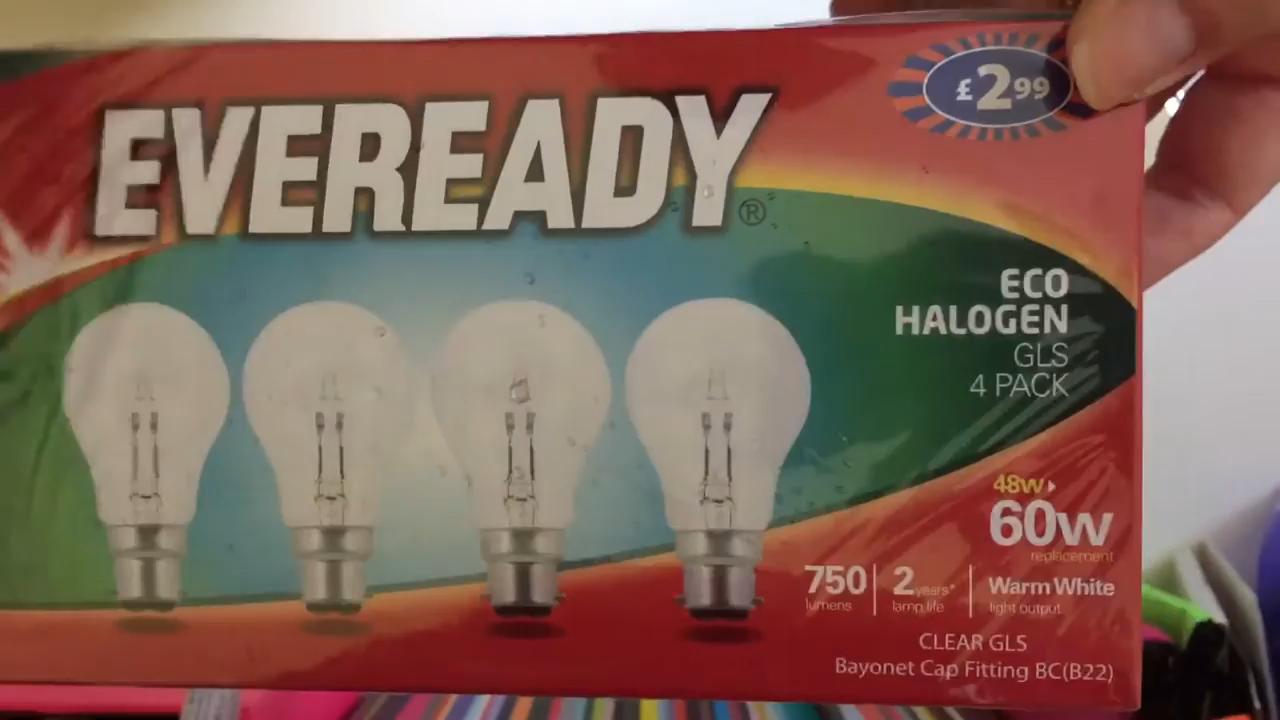 £2.99
EVEREADY®
ECO
HALOGEN
GLS
4 PACK
48w
60w
replacement
750 lumens
2 years* lamp life
Warm White light output
CLEAR GLS
Bayonet Cap Fitting BC(B22)